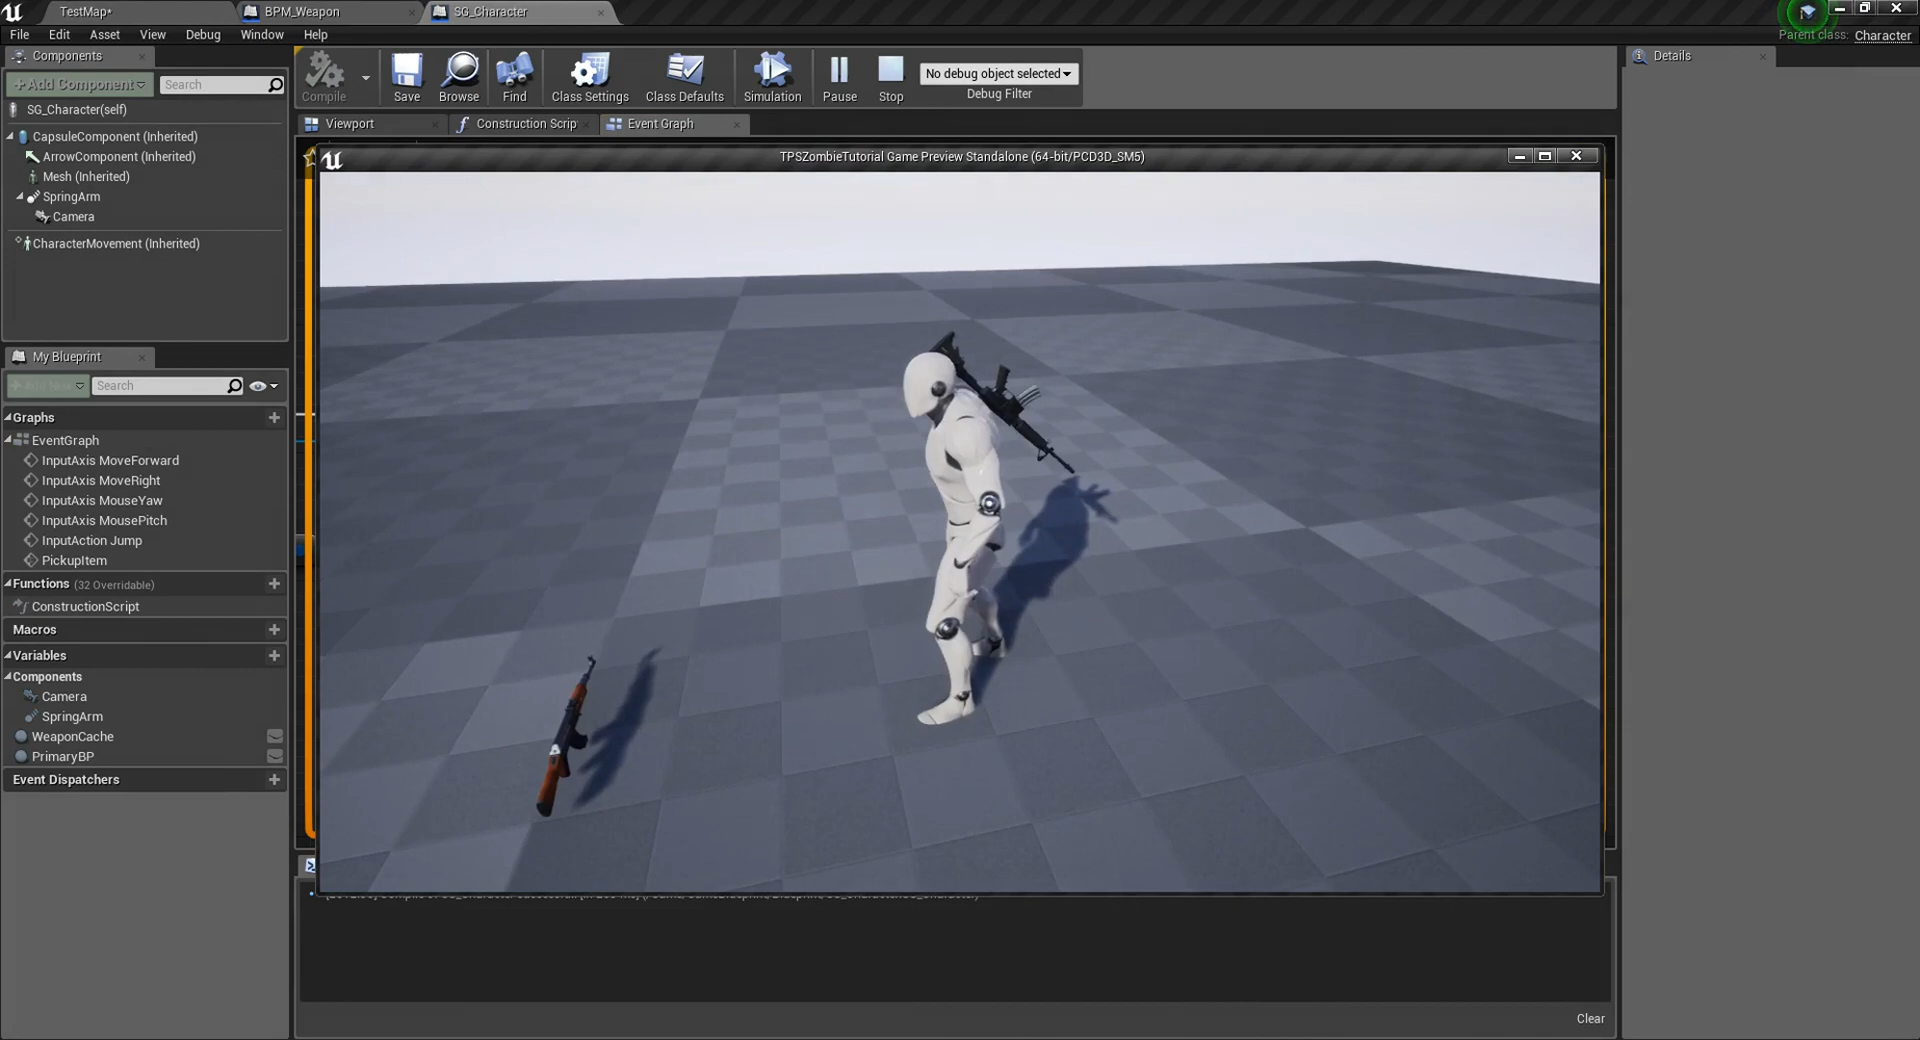 TestMap*
BPM_Weapon
SG_Character
File Edit Asset View Debug Window Help
Parent class: Character
Components
+Add Component
Search
SG_Character(self)
CapsuleComponent (Inherited)
ArrowComponent (Inherited)
Mesh (Inherited)
SpringArm
Camera
CharacterMovement (Inherited)
Compile
Save
Browse
Find
Class Settings
Class Defaults
Simulation
Pause
Stop
No debug object selected
Debug Filter
Details
Viewport
Construction Scrip
Event Graph
TPSZombieTutorial Game Preview Standalone (64-bit/PCD3D_SM5)
My Blueprint
Search
Graphs
EventGraph
InputAxis MoveForward
InputAxis MoveRight
InputAxis MouseYaw
InputAxis MousePitch
InputAction Jump
PickupItem
Functions (32 Overridable)
ConstructionScript
Macros
Variables
Components
Camera
SpringArm
WeaponCache
PrimaryBP
Event Dispatchers
Clear